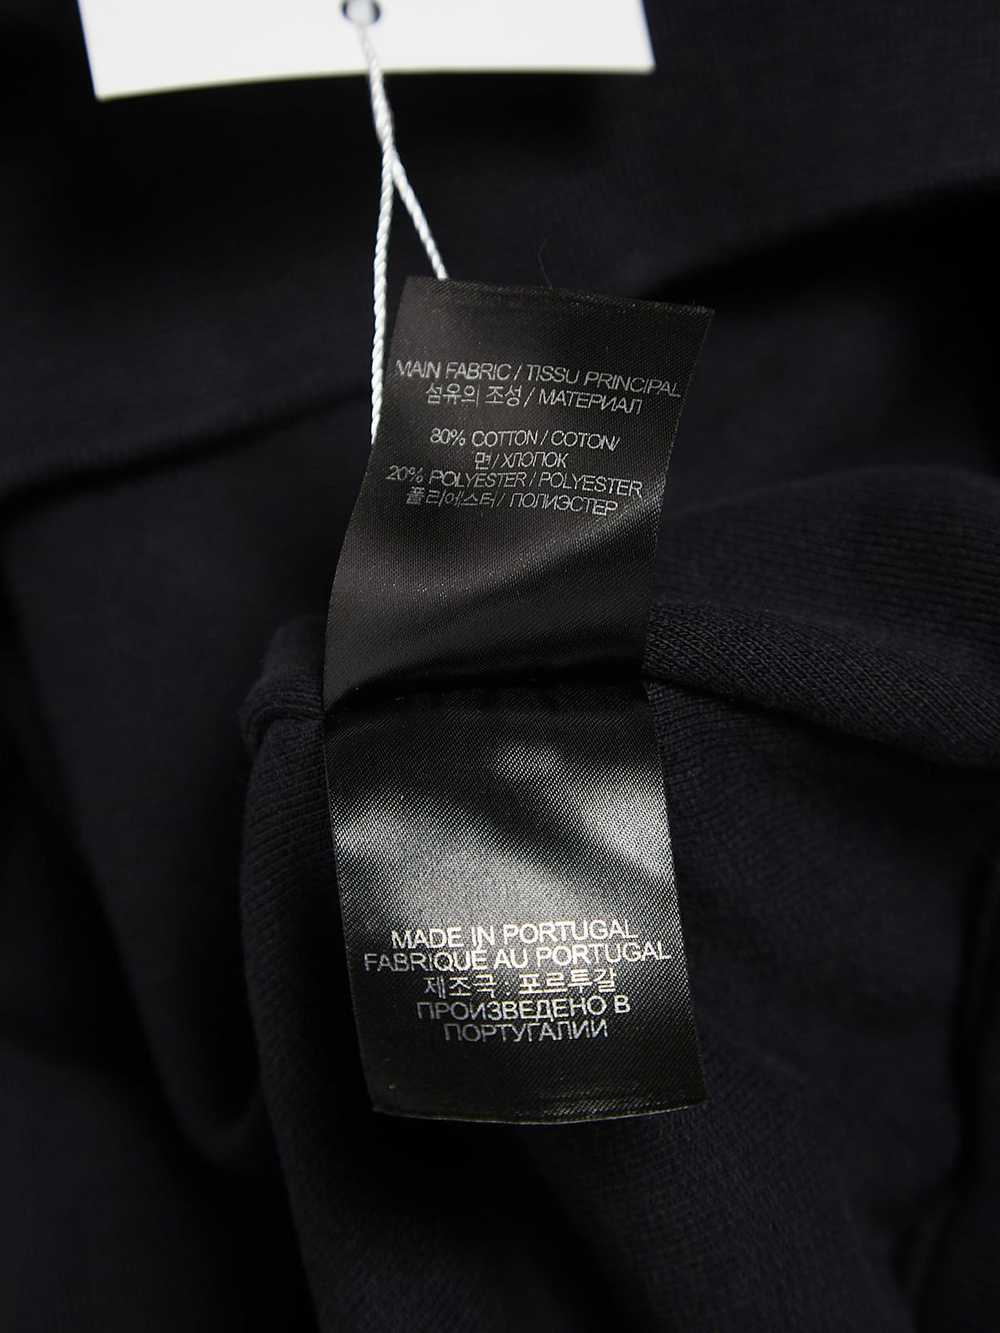 MAIN FABRIC / TISSU PRINCIPAL
섬유의 조성 / МАТЕРИАЛ
80% COTTON / COTON/
면 / ХЛОПОК
20% POLYESTER / POLYESTER
폴리에스터 / ПОЛИЭСТЕР
MADE IN PORTUGAL
FABRIQUÉ AU PORTUGAL
제조국 : 포르투갈
ПРОИЗВЕДЕНО В
ПОРТУГАЛИИ